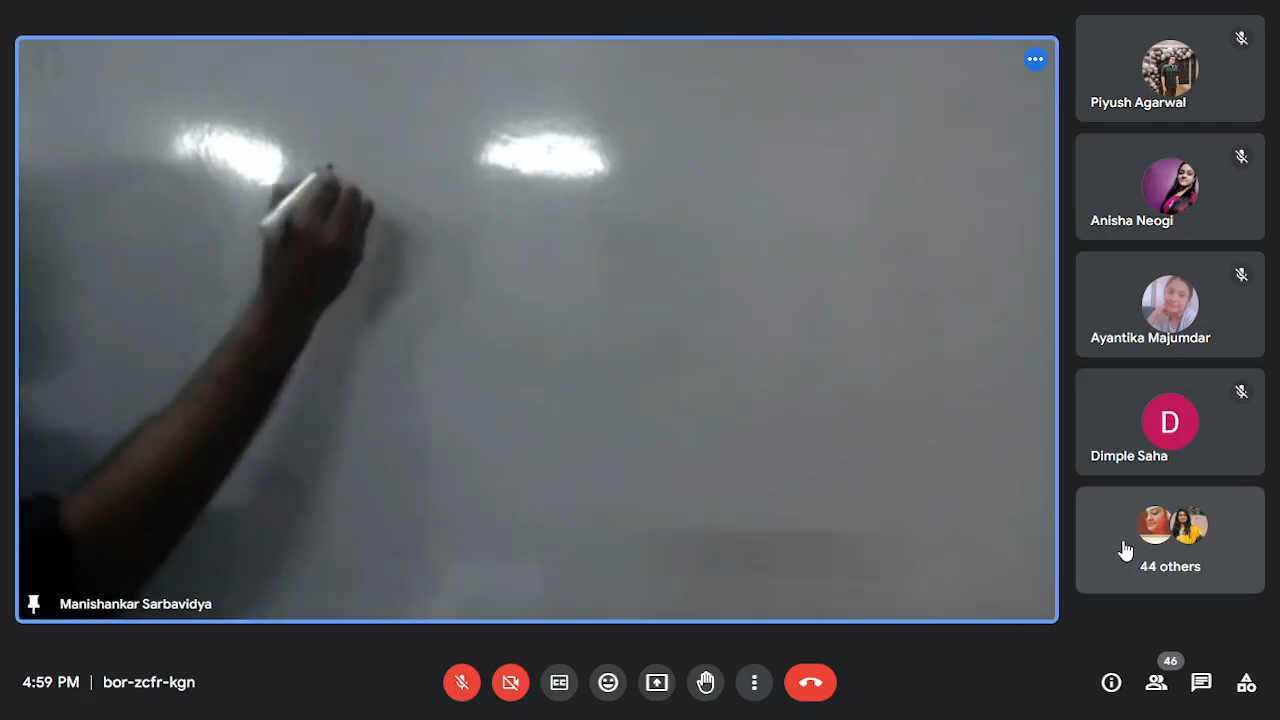 Piyush Agarwal
Anisha Neogi
Ayantika Majumdar
D
Dimple Saha
44 others
Manishankar Sarbavidya
4:59 PM | bor-zcfr-kgn
46